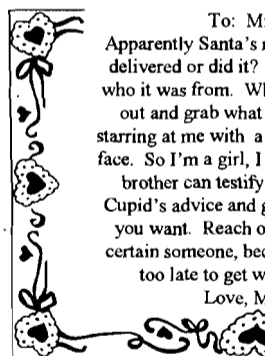 To:
Apparently Santa's
delivered or did it?
who it was from.
out and grab what
starring at me with a
face. So I'm a girl, I
brother can testify
Cupid's advice and
you want. Reach
certain someone,
too late to get
Love,